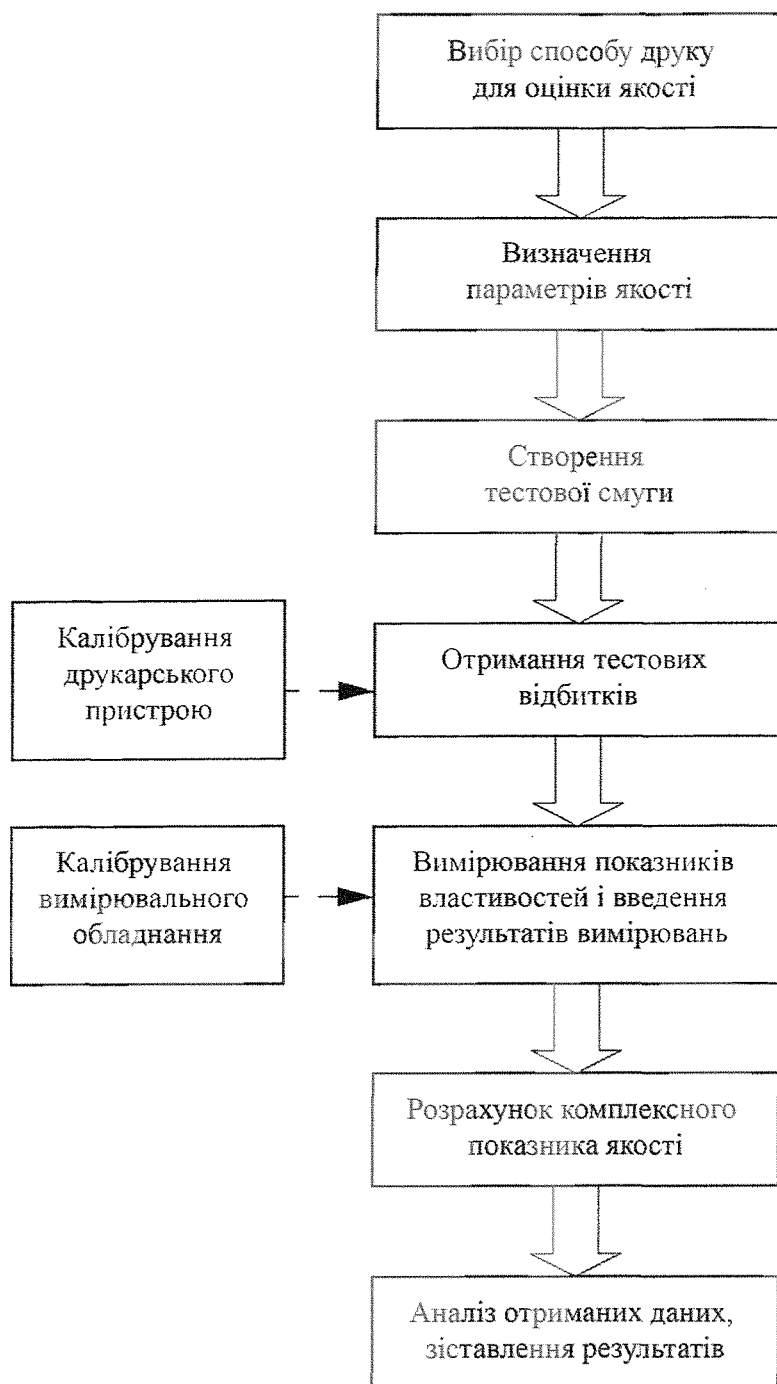 Вибір способу друку
для оцінки якості
Визначення
параметрів якості
Створення
тестової смуги
Калібрування
друкарського
пристрою
Отримання тестових
відбитків
Калібрування
вимірювального
обладнання
Вимірювання показників
властивостей і введення
результатів вимірювань
Розрахунок комплексного
показника якості
Аналіз отриманих даних,
зіставлення результатів